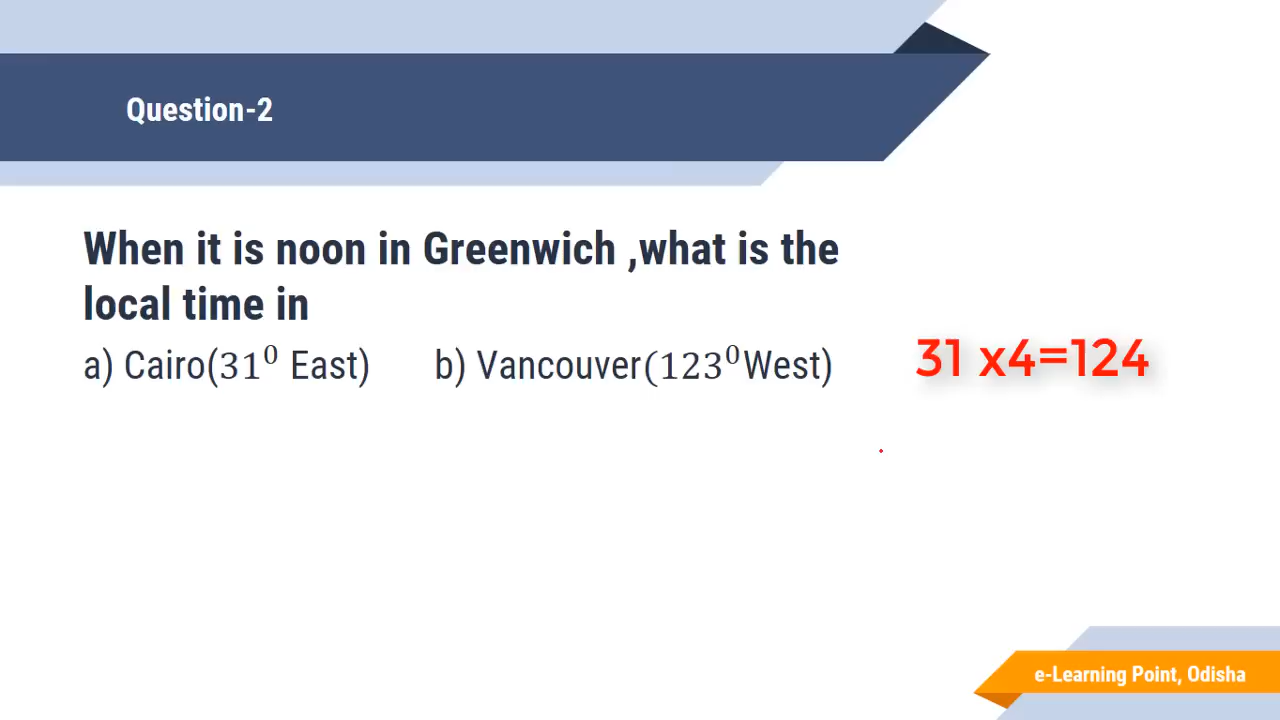 Question-2
When it is noon in Greenwich ,what is the
local time in
a) Cairo(31⁰ East) b) Vancouver(123⁰West)
31 x4=124
e-Learning Point, Odisha